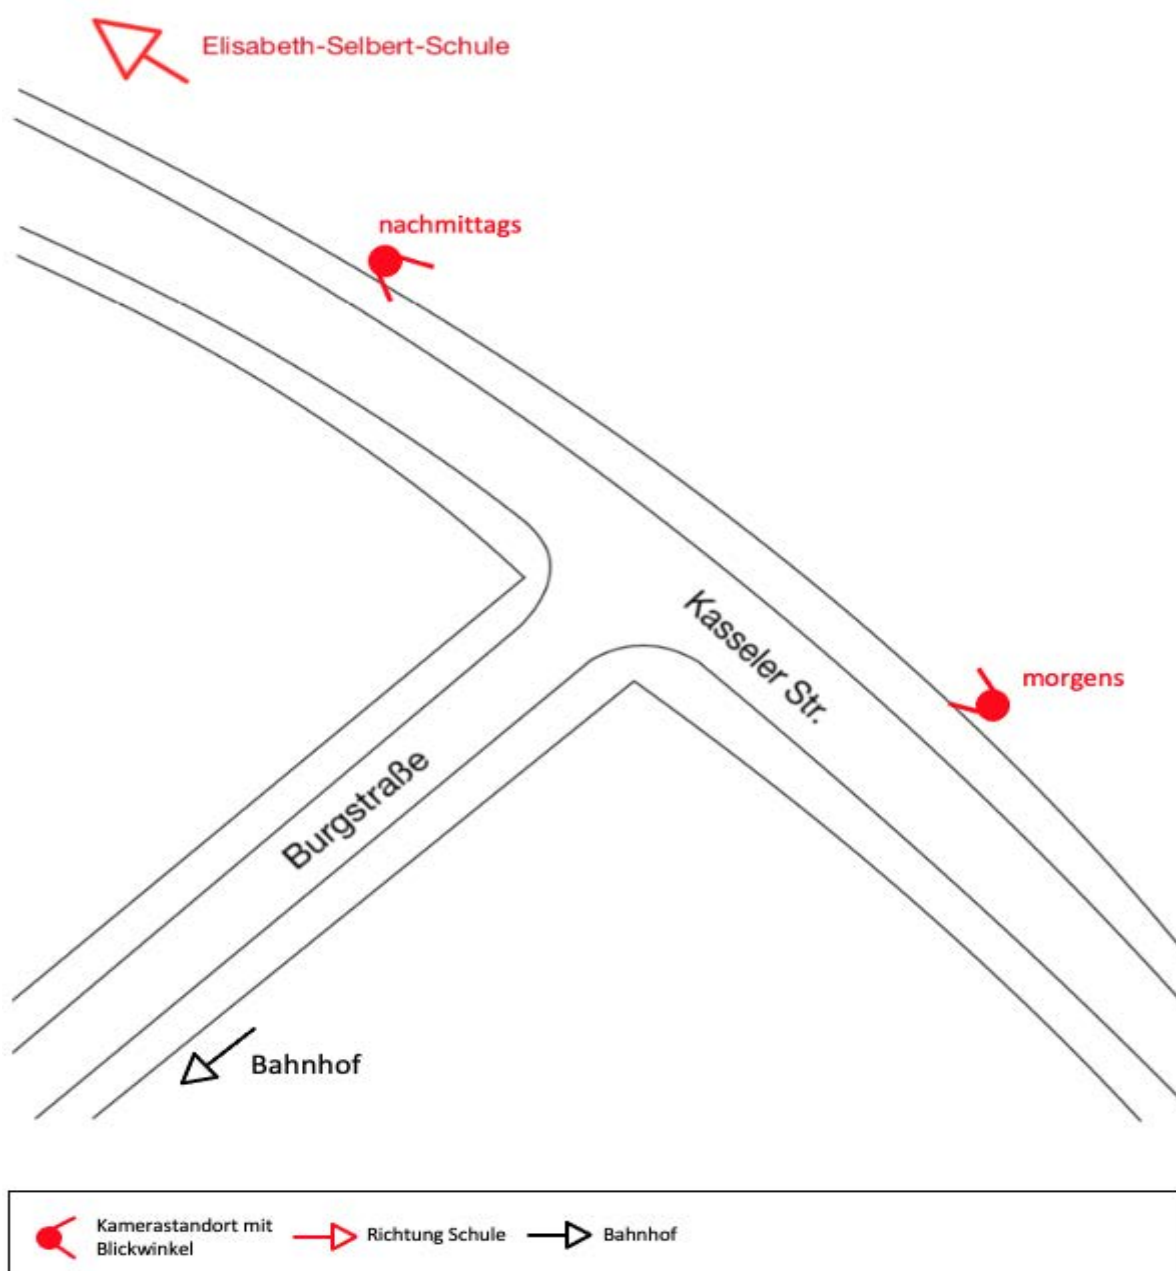 Elisabeth-Selbert-Schule
nachmittags
Kasseler Str.
morgens
Burgstraße
Bahnhof
Kamerastandort mit
Blickwinkel
Richtung Schule
Bahnhof